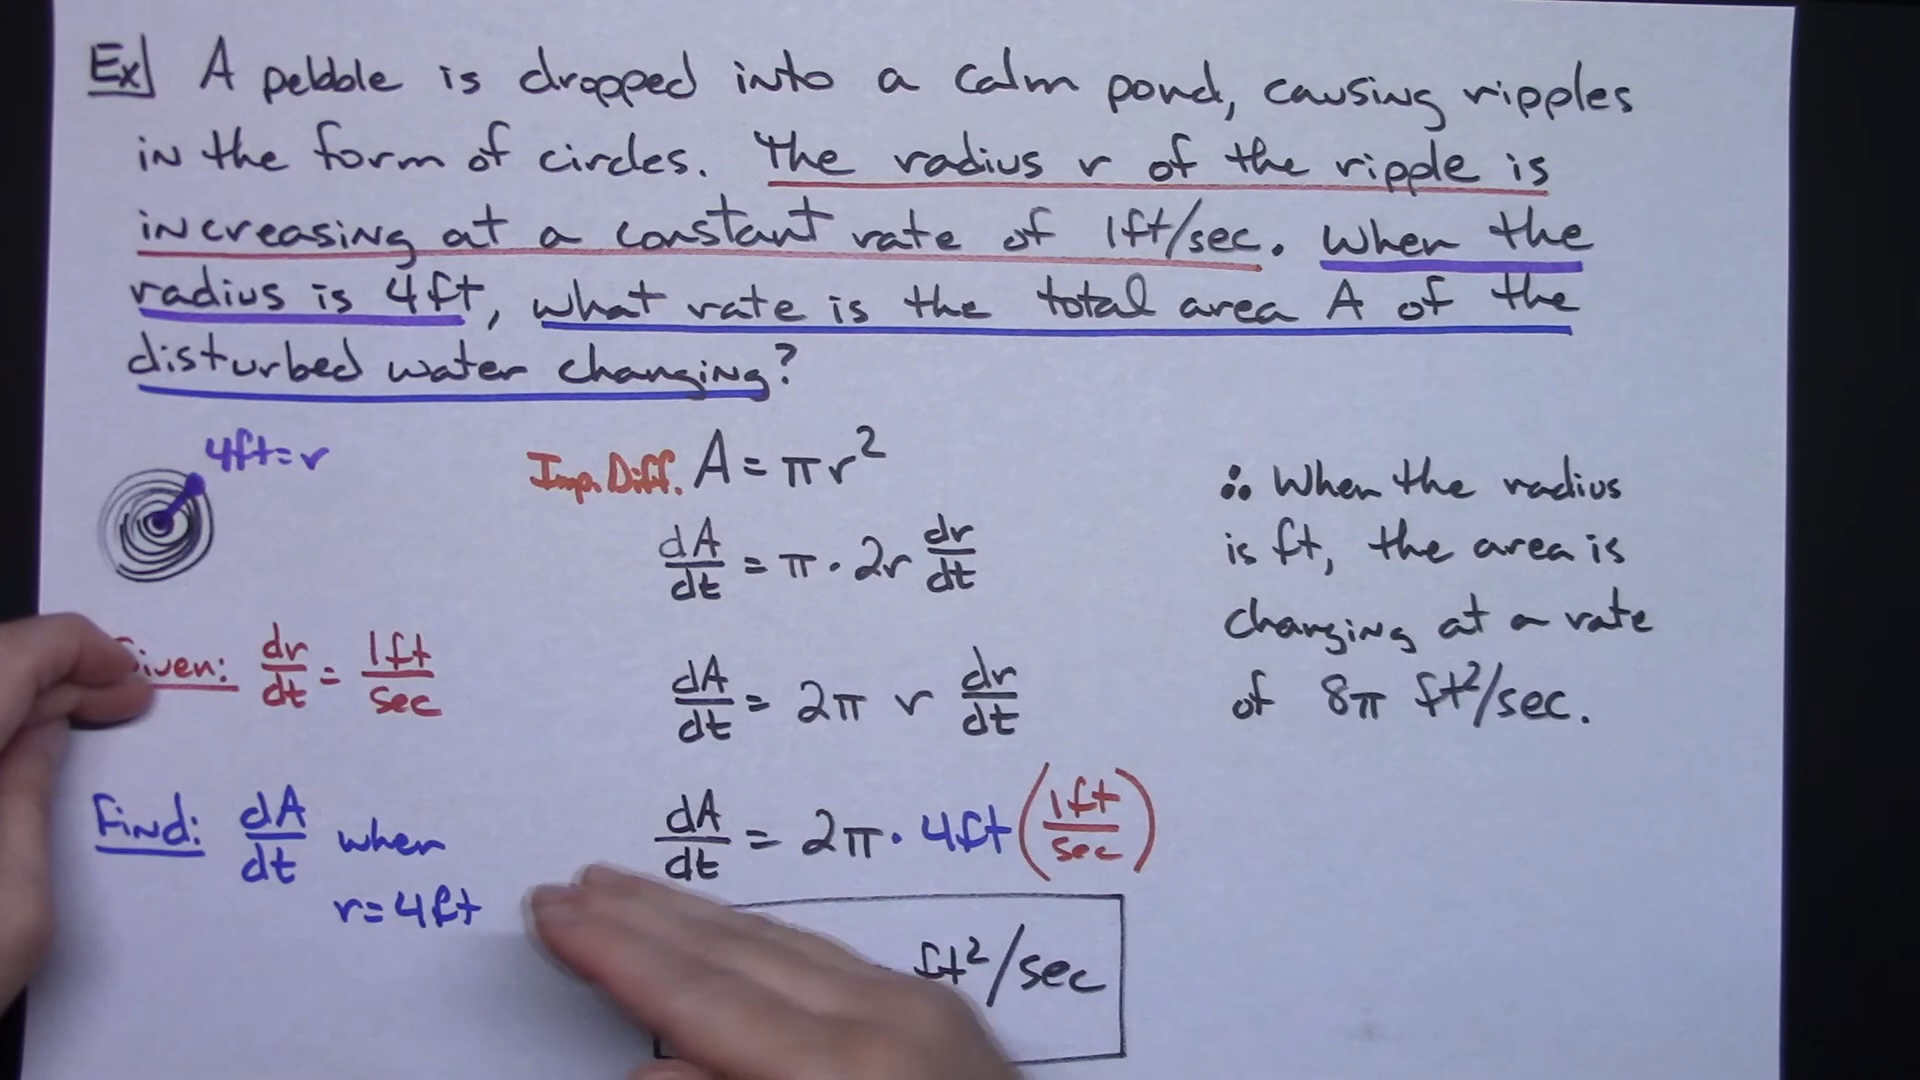 Ex] A pebble is dropped into a calm pond, causing ripples
in the form of circles. The radius r of the ripple is
increasing at a constant rate of 1ft/sec. When the
radius is 4ft, what rate is the total area A of the
disturbed water changing?
4ft=r
Given: dr/dt = 1ft/sec
Find: dA/dt when
r=4ft
Imp. Diff. A = πr²
dA/dt = π · 2r dr/dt
dA/dt = 2π r dr/dt
dA/dt = 2π · 4ft (1ft/sec)
ft²/sec
∴ When the radius
is ft, the area is
changing at a rate
of 8π ft²/sec.